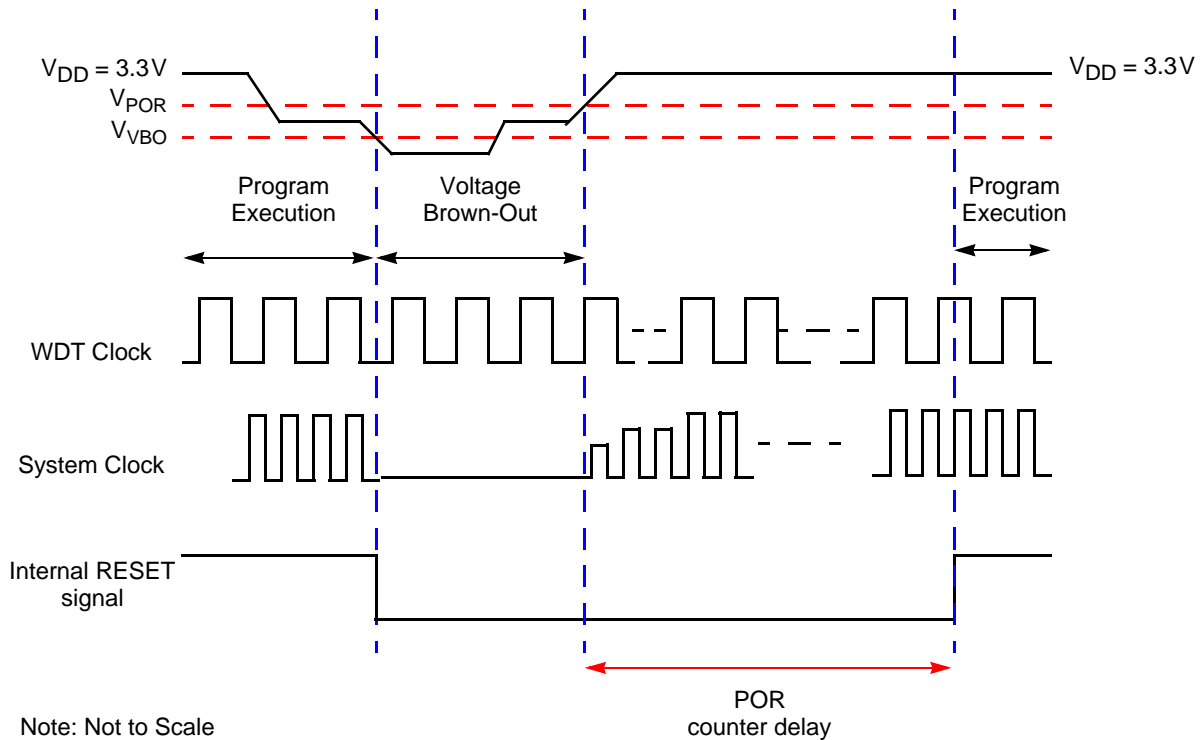 VDD = 3.3V
VDD = 3.3V
VPOR
VVBO
Program
Execution
Voltage
Brown-Out
Program
Execution
WDT Clock
System Clock
Internal RESET
signal
POR
counter delay
Note: Not to Scale